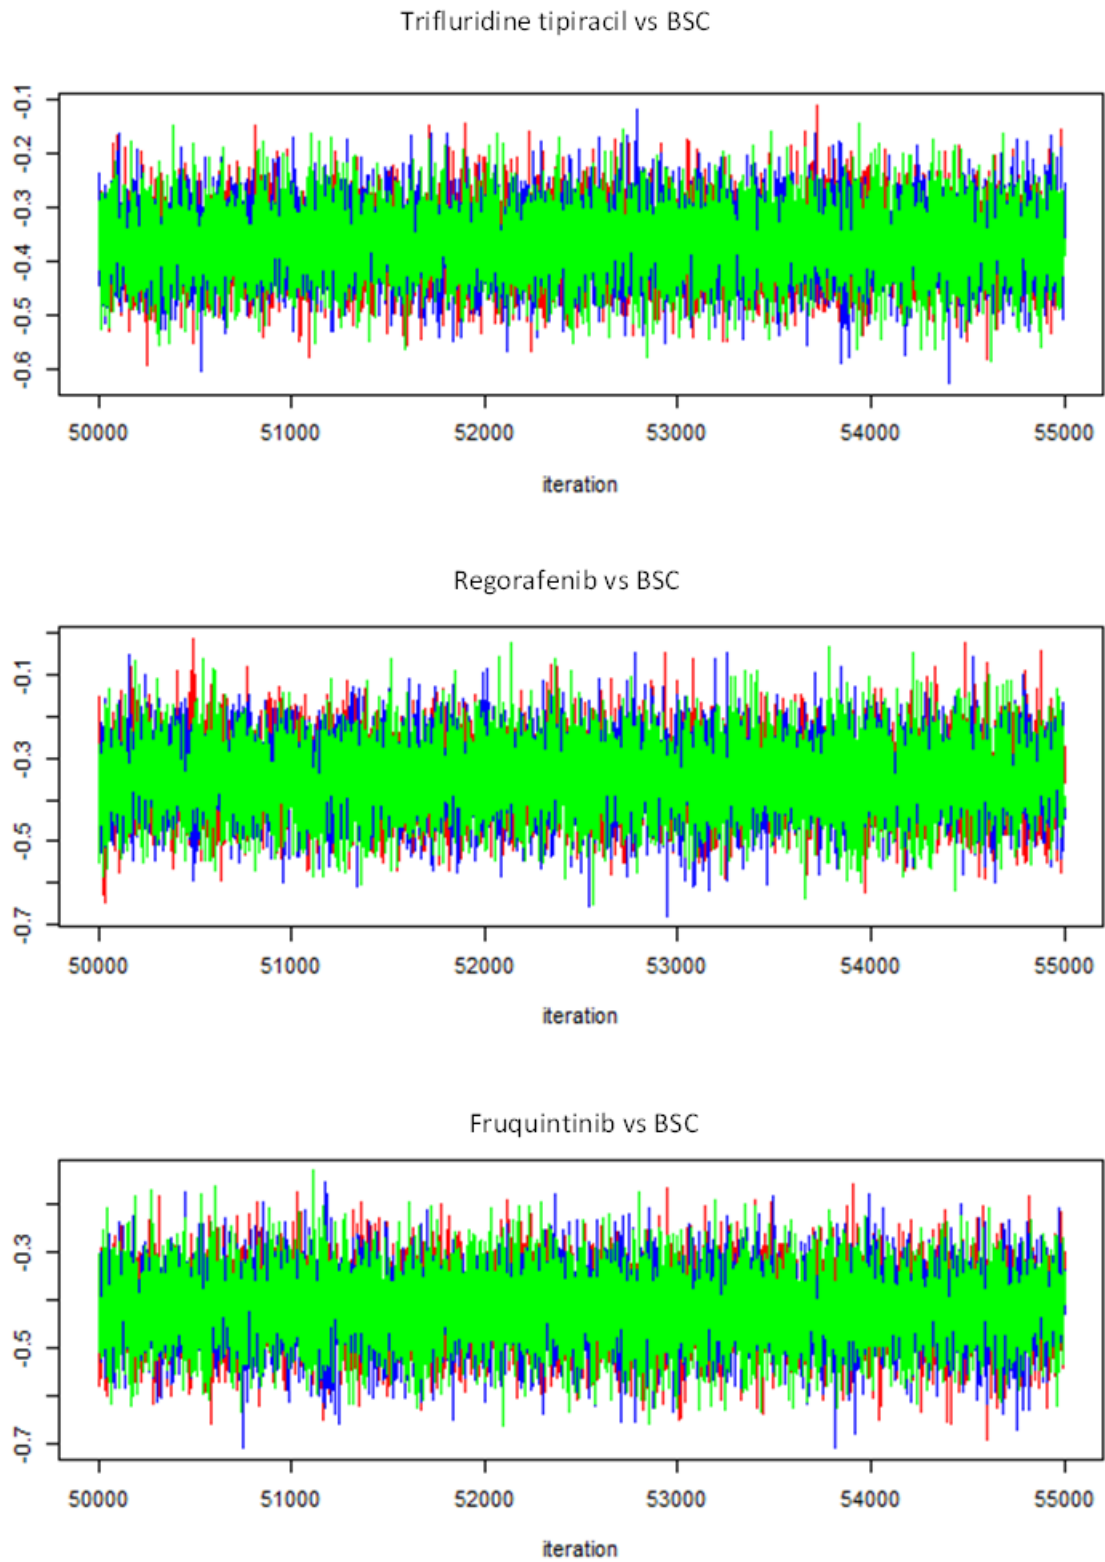 Trifluridine tipiracil vs BSC
-0.1
-0.2
-0.3
-0.4
-0.5
-0.6
50000 51000 52000 53000 54000 55000
iteration
Regorafenib vs BSC
-0.1
-0.3
-0.5
-0.7
50000 51000 52000 53000 54000 55000
iteration
Fruquintinib vs BSC
-0.3
-0.5
-0.7
50000 51000 52000 53000 54000 55000
iteration